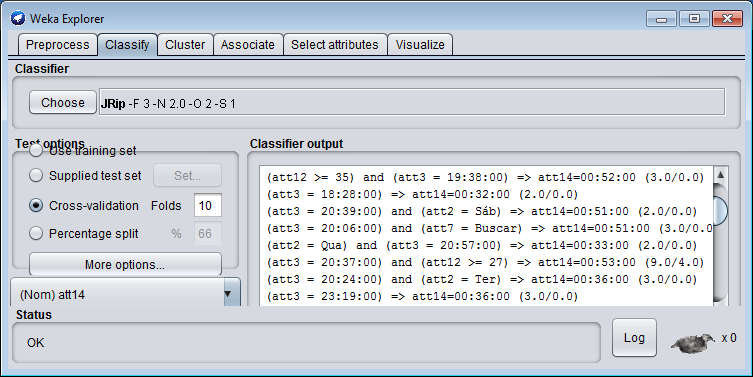 Weka Explorer
Preprocess Classify Cluster Associate Select attributes Visualize
Classifier
Choose JRip -F 3 -N 2.0 -O 2 -S 1
Test options
Use training set
Supplied test set Set...
Cross-validation Folds 10
Percentage split % 66
More options...
(Nom) att14
Classifier output
(att12 >= 35) and (att3 = 19:38:00) => att14=00:52:00 (3.0/0.0)
(att3 = 18:28:00) => att14=00:32:00 (2.0/0.0)
(att3 = 20:39:00) and (att2 = Sáb) => att14=00:51:00 (2.0/0.0)
(att3 = 20:06:00) and (att7 = Buscar) => att14=00:51:00 (3.0/0.0
(att2 = Qua) and (att3 = 20:57:00) => att14=00:33:00 (2.0/0.0)
(att3 = 20:37:00) and (att12 >= 27) => att14=00:53:00 (9.0/4.0)
(att3 = 20:24:00) and (att2 = Ter) => att14=00:36:00 (3.0/0.0)
(att3 = 23:19:00) => att14=00:36:00 (3.0/0.0)
Status
OK
Log
x 0